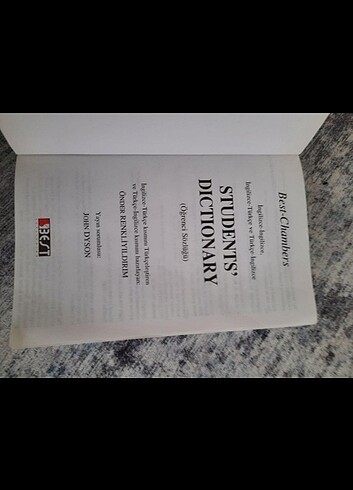 Best-Chambers
İngilizce-İngilizce,
İngilizce-Türkçe ve Türkçe-İngilizce
STUDENTS'
DICTIONARY
(Öğrenci Sözlüğü)
İngilizce-Türkçe kısmını Türkçeleştiren
ve Türkçe-İngilizce kısmını hazırlayan:
ÖNDER RENKLİYILDIRIM
Yayın sorumlusu:
JOHN DYSON
BEST